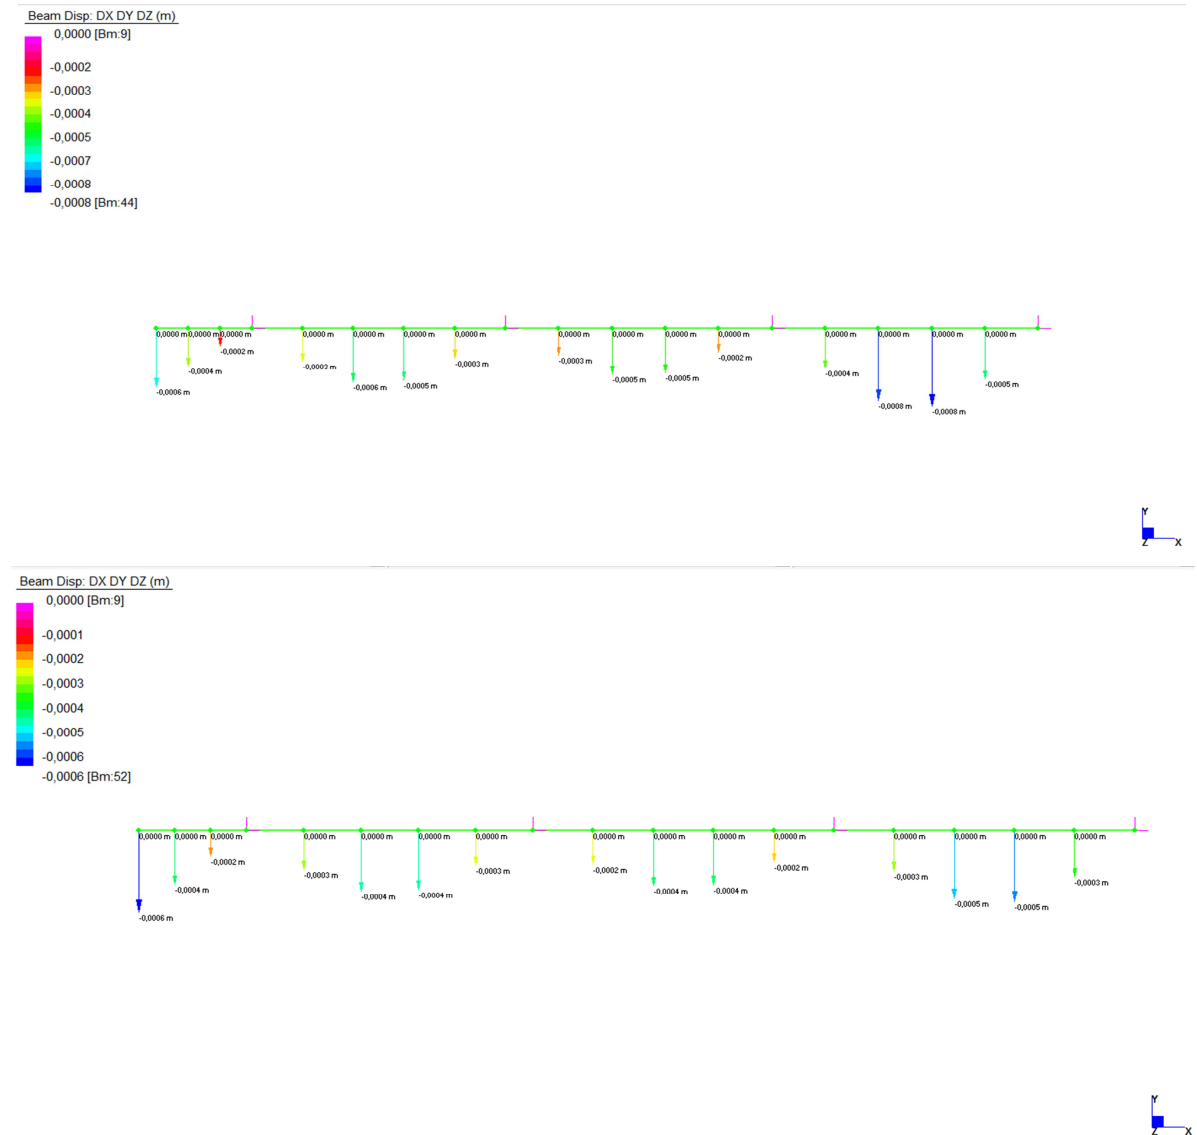 Beam Disp: DX DY DZ (m)
0,0000 [Bm:9]
-0,0002
-0,0003
-0,0004
-0,0005
-0,0007
-0,0008
-0,0008 [Bm:44]
0,0000 m 0,0000 m 0,0000 m 0,0000 m 0,0000 m 0,0000 m 0,0000 m 0,0000 m 0,0000 m 0,0000 m 0,0000 m 0,0000 m 0,0000 m 0,0000 m 0,0000 m
-0,0006 m -0,0004 m -0,0002 m -0,0003 m -0,0006 m -0,0005 m -0,0003 m -0,0003 m -0,0005 m -0,0005 m -0,0002 m -0,0004 m -0,0008 m -0,0008 m -0,0005 m
Y
Z X
Beam Disp: DX DY DZ (m)
0,0000 [Bm:9]
-0,0001
-0,0002
-0,0003
-0,0004
-0,0005
-0,0006
-0,0006 [Bm:52]
0,0000 m 0,0000 m 0,0000 m 0,0000 m 0,0000 m 0,0000 m 0,0000 m 0,0000 m 0,0000 m 0,0000 m 0,0000 m 0,0000 m 0,0000 m 0,0000 m 0,0000 m
-0,0006 m -0,0004 m -0,0002 m -0,0003 m -0,0004 m -0,0004 m -0,0003 m -0,0002 m -0,0004 m -0,0004 m -0,0002 m -0,0003 m -0,0005 m -0,0005 m -0,0003 m
Y
Z X